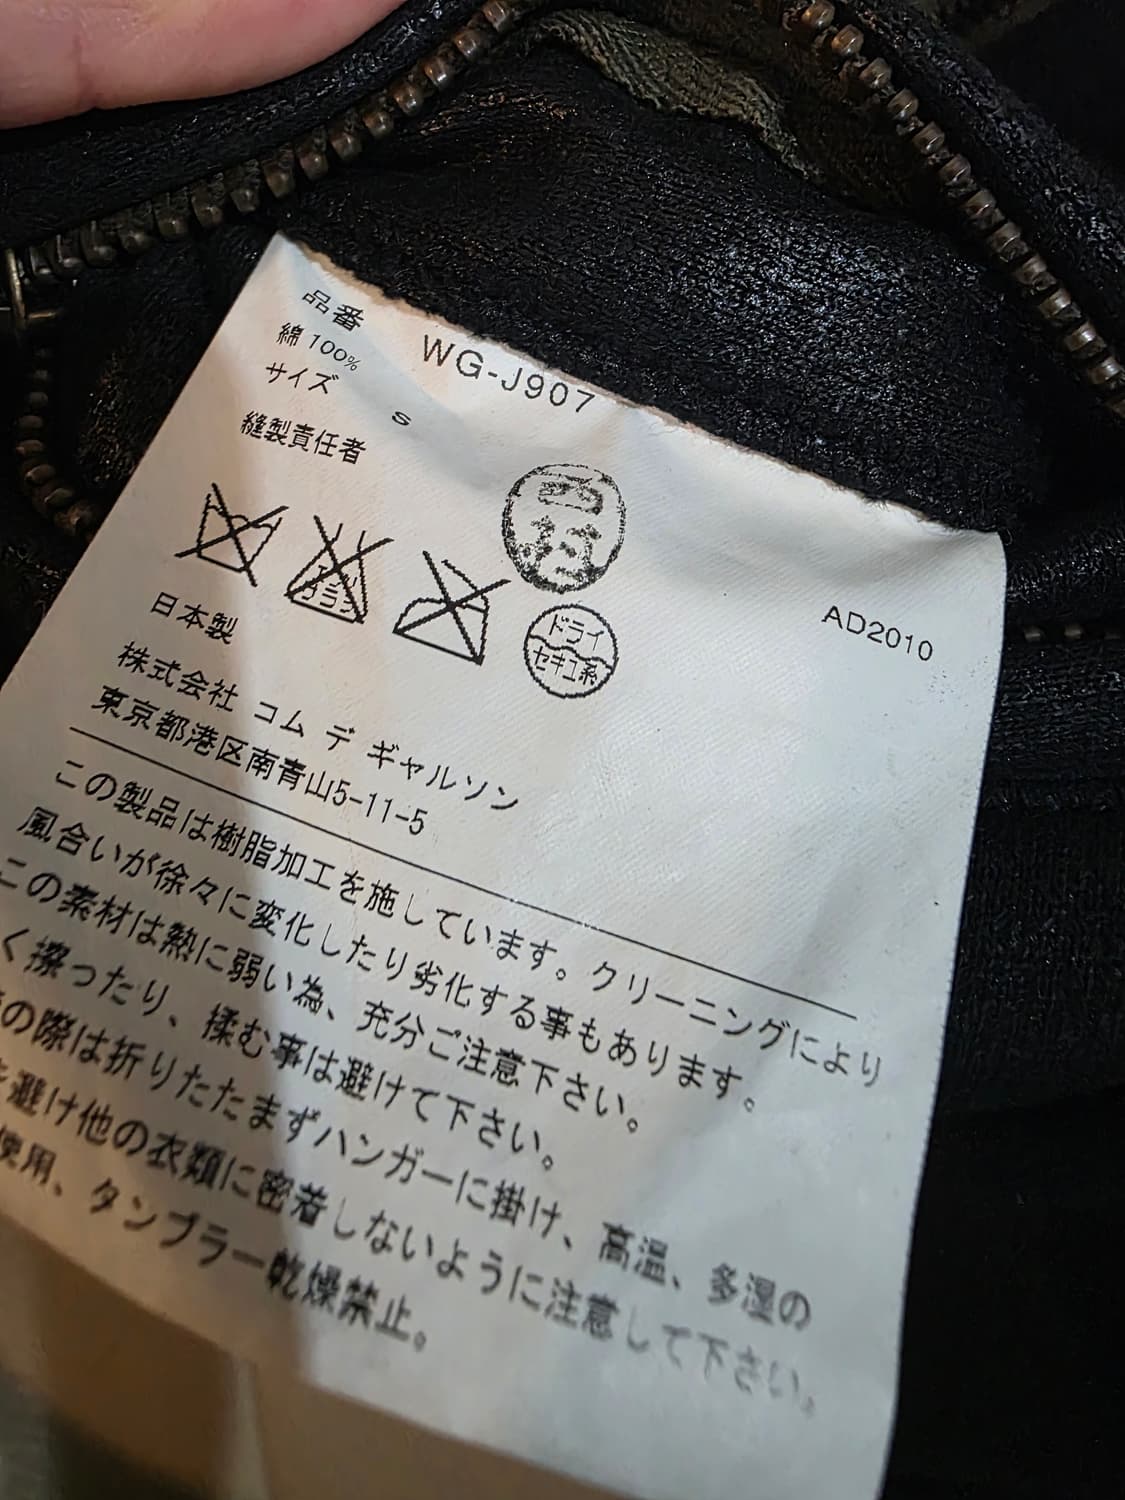 品番 WG-J907
綿 100%
サイズ S
縫製責任者
ドライ
セキユ系
AD2010
日本製
株式会社 コム デ ギャルソン
東京都港区南青山5-11-5
この製品は樹脂加工を施しています。クリーニングにより
風合いが徐々に変化したり劣化する事もあります。
この素材は熱に弱い為、充分ご注意下さい。
く擦ったり、揉む事は避けて下さい。
の際は折りたたまずハンガーに掛け、高温、多湿の
避け他の衣類に密着しないように注意して下さい。
使用、タンブラー乾燥禁止。